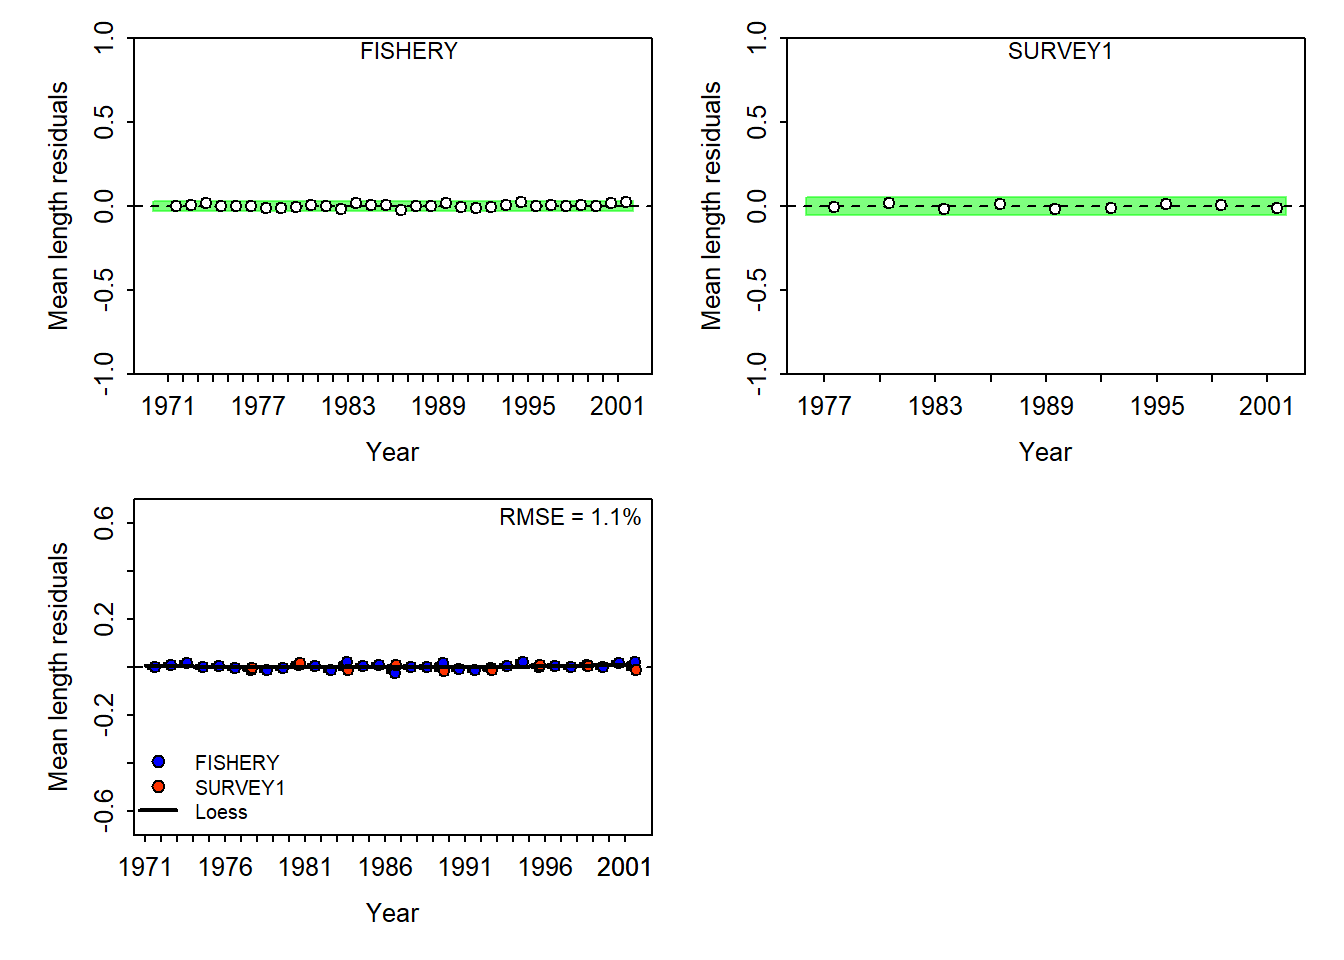 FISHERY
Mean length residuals
1.0
0.5
0.0
-0.5
-1.0
1971 1977 1983 1989 1995 2001
Year
SURVEY1
Mean length residuals
1.0
0.5
0.0
-0.5
-1.0
1977 1983 1989 1995 2001
Year
RMSE = 1.1%
Mean length residuals
0.6
0.2
-0.2
-0.6
FISHERY
SURVEY1
Loess
1971 1976 1981 1986 1991 1996 2001
Year